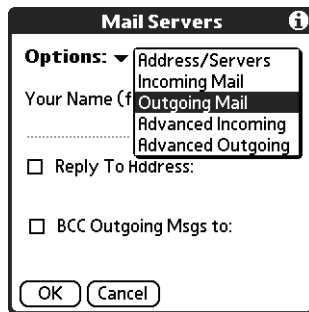 Mail Servers
Options:
Address/Servers
Incoming Mail
Your Name (f
Outgoing Mail
Advanced Incoming
Advanced Outgoing
Reply To Address:
BCC Outgoing Msgs to:
OK Cancel